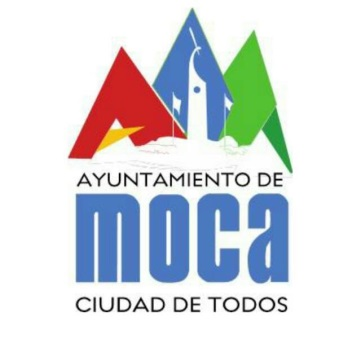 AYUNTAMIENTO DE
moca
CIUDAD DE TODOS